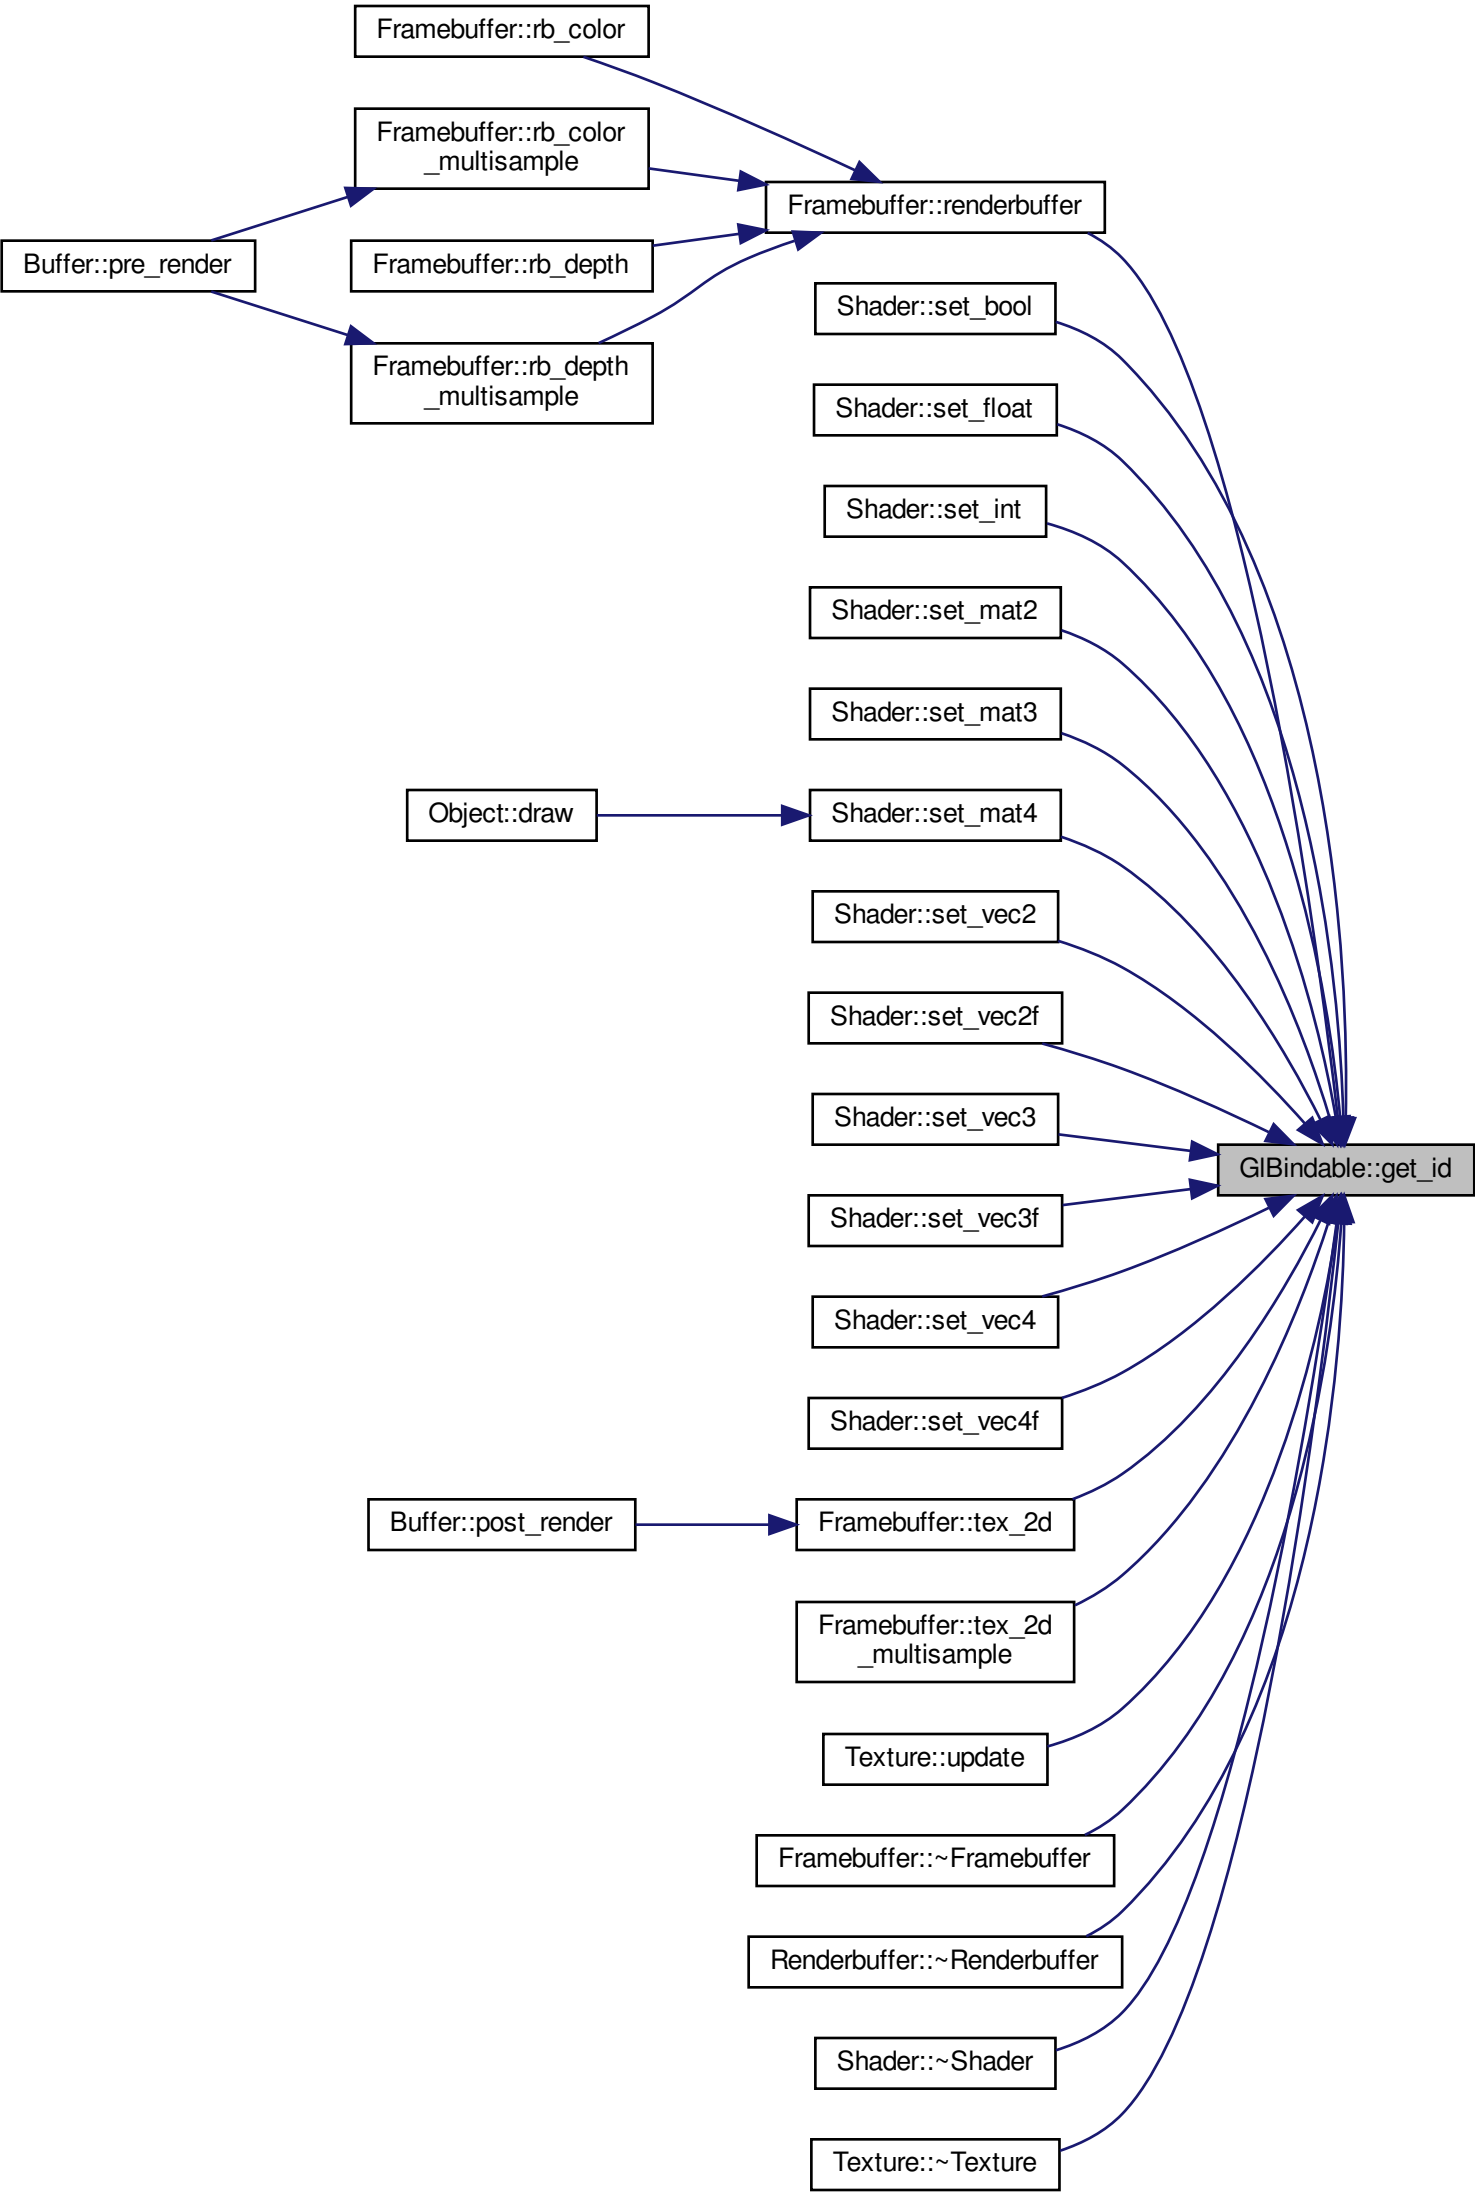 Framebuffer::rb_color
Framebuffer::rb_color
_multisample
Framebuffer::renderbuffer
Buffer::pre_render
Framebuffer::rb_depth
Shader::set_bool
Framebuffer::rb_depth
_multisample
Shader::set_float
Shader::set_int
Shader::set_mat2
Shader::set_mat3
Object::draw
Shader::set_mat4
Shader::set_vec2
Shader::set_vec2f
Shader::set_vec3
GlBindable::get_id
Shader::set_vec3f
Shader::set_vec4
Shader::set_vec4f
Buffer::post_render
Framebuffer::tex_2d
Framebuffer::tex_2d
_multisample
Texture::update
Framebuffer::~Framebuffer
Renderbuffer::~Renderbuffer
Shader::~Shader
Texture::~Texture